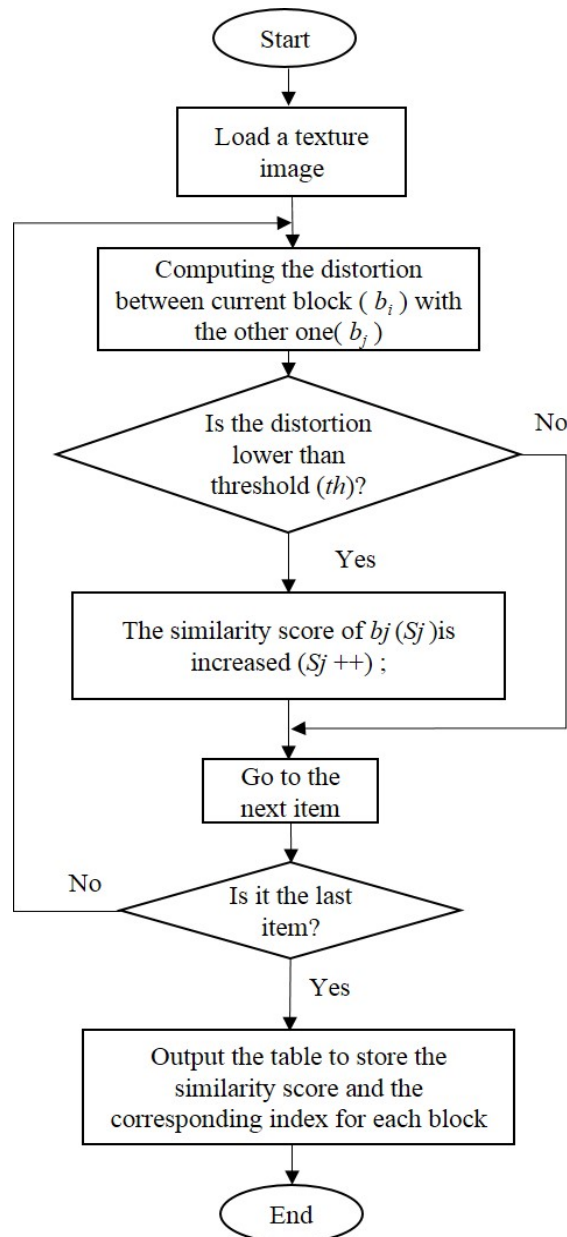 Start
Load a texture
image
Computing the distortion
between current block ( b_i ) with
the other one( b_j )
Is the distortion
lower than
threshold (th)?
No
Yes
The similarity score of bj (Sj )is
increased (Sj ++) ;
Go to the
next item
No
Is it the last
item?
Yes
Output the table to store the
similarity score and the
corresponding index for each block
End